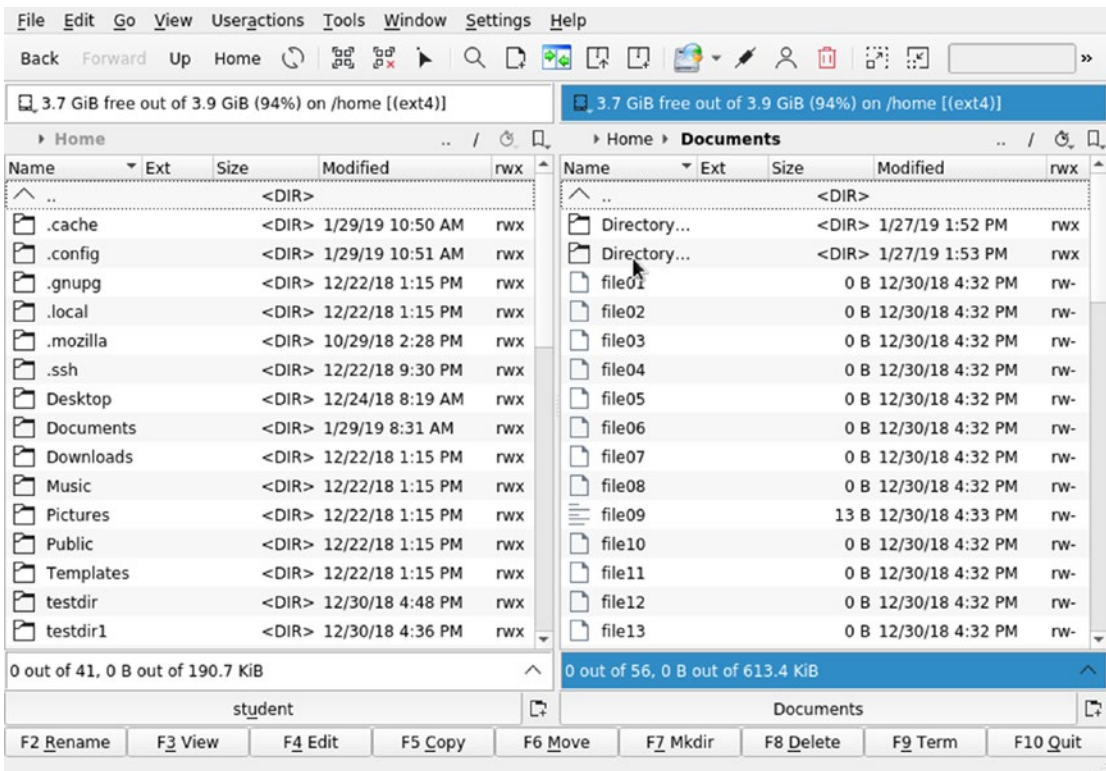 File Edit Go View Useractions Tools Window Settings Help
Back Forward Up Home »
3.7 GiB free out of 3.9 GiB (94%) on /home [(ext4)]
Home .. /
Name Ext Size Modified rwx
.. <DIR>
.cache <DIR> 1/29/19 10:50 AM rwx
.config <DIR> 1/29/19 10:51 AM rwx
.gnupg <DIR> 12/22/18 1:15 PM rwx
.local <DIR> 12/22/18 1:15 PM rwx
.mozilla <DIR> 10/29/18 2:28 PM rwx
.ssh <DIR> 12/22/18 9:30 PM rwx
Desktop <DIR> 12/24/18 8:19 AM rwx
Documents <DIR> 1/29/19 8:31 AM rwx
Downloads <DIR> 12/22/18 1:15 PM rwx
Music <DIR> 12/22/18 1:15 PM rwx
Pictures <DIR> 12/22/18 1:15 PM rwx
Public <DIR> 12/22/18 1:15 PM rwx
Templates <DIR> 12/22/18 1:15 PM rwx
testdir <DIR> 12/30/18 4:48 PM rwx
testdir1 <DIR> 12/30/18 4:36 PM rwx
0 out of 41, 0 B out of 190.7 KiB
student
3.7 GiB free out of 3.9 GiB (94%) on /home [(ext4)]
Home Documents .. /
Name Ext Size Modified rwx
.. <DIR>
Directory... <DIR> 1/27/19 1:52 PM rwx
Directory... <DIR> 1/27/19 1:53 PM rwx
file01 0 B 12/30/18 4:32 PM rw-
file02 0 B 12/30/18 4:32 PM rw-
file03 0 B 12/30/18 4:32 PM rw-
file04 0 B 12/30/18 4:32 PM rw-
file05 0 B 12/30/18 4:32 PM rw-
file06 0 B 12/30/18 4:32 PM rw-
file07 0 B 12/30/18 4:32 PM rw-
file08 0 B 12/30/18 4:32 PM rw-
file09 13 B 12/30/18 4:33 PM rw-
file10 0 B 12/30/18 4:32 PM rw-
file11 0 B 12/30/18 4:32 PM rw-
file12 0 B 12/30/18 4:32 PM rw-
file13 0 B 12/30/18 4:32 PM rw-
0 out of 56, 0 B out of 613.4 KiB
Documents
F2 Rename F3 View F4 Edit F5 Copy F6 Move F7 Mkdir F8 Delete F9 Term F10 Quit